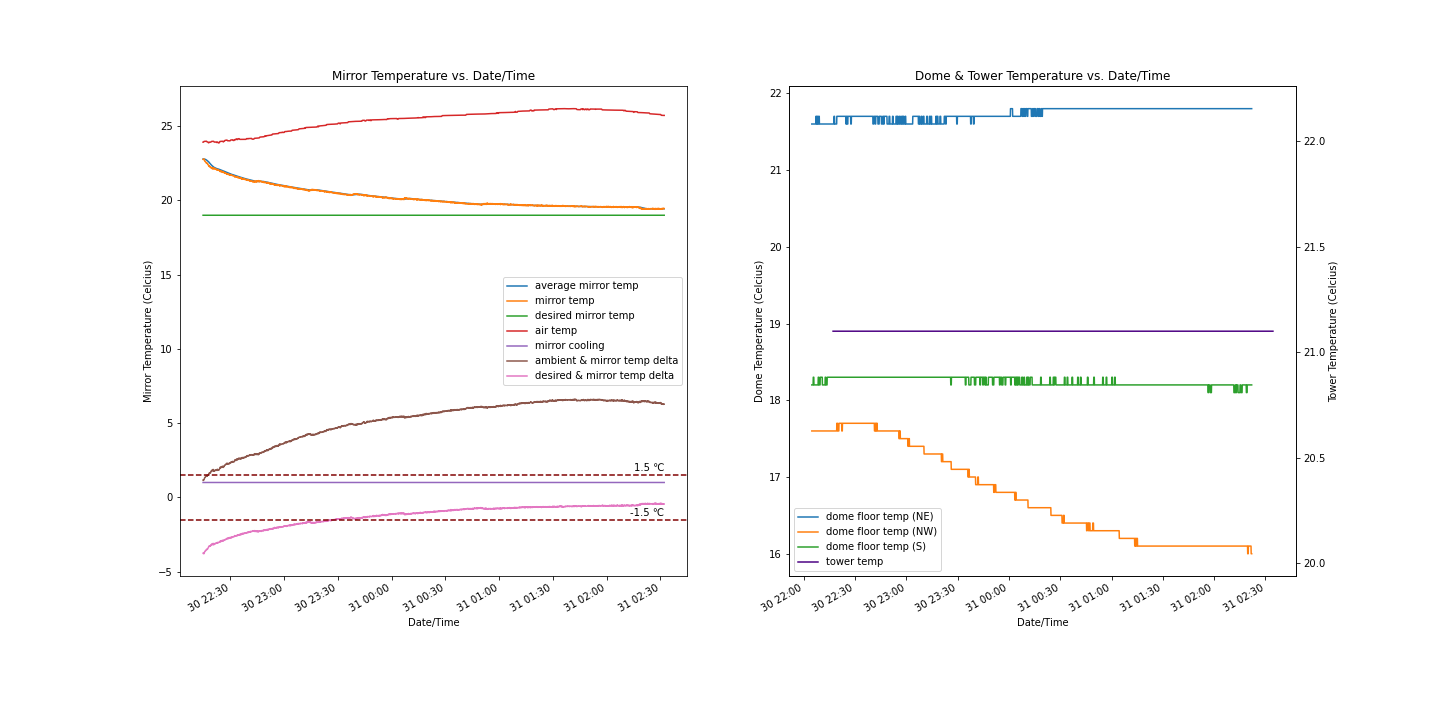 Mirror Temperature vs. Date/Time
Mirror Temperature (Celcius)
25
20
15
10
5
0
−5
average mirror temp
mirror temp
desired mirror temp
air temp
mirror cooling
ambient & mirror temp delta
desired & mirror temp delta
1.5 °C
-1.5 °C
30 22:30
30 23:00
30 23:30
31 00:00
31 00:30
31 01:00
31 01:30
31 02:00
31 02:30
Date/Time
Dome & Tower Temperature vs. Date/Time
Dome Temperature (Celcius)
22
21
20
19
18
17
16
dome floor temp (NE)
dome floor temp (NW)
dome floor temp (S)
tower temp
30 22:00
30 22:30
30 23:00
30 23:30
31 00:00
31 00:30
31 01:00
31 01:30
31 02:00
31 02:30
Date/Time
22.0
21.5
21.0
20.5
20.0
Tower Temperature (Celcius)